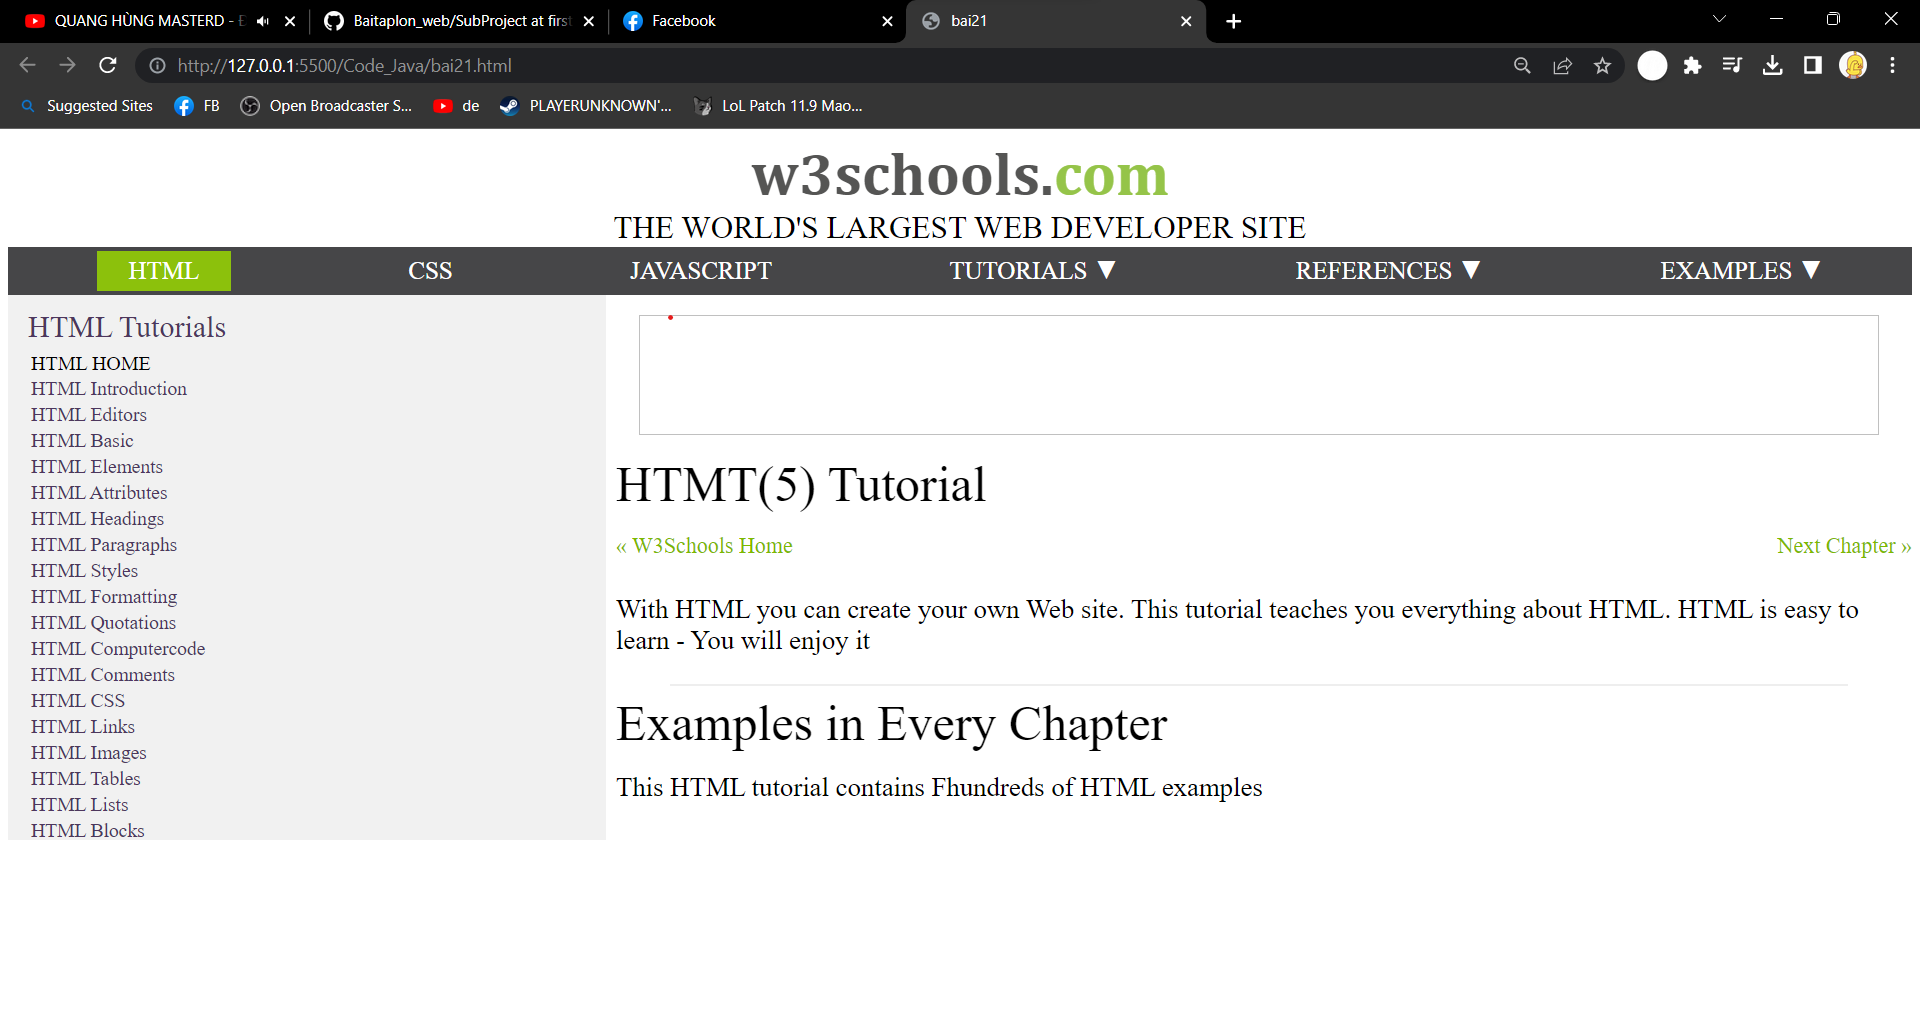 QUANG HÙNG MASTERD -
Baitaplon_web/SubProject at first
Facebook
bai21
http://127.0.0.1:5500/Code_Java/bai21.html
Suggested Sites
FB
Open Broadcaster S...
de
PLAYERUNKNOWN'...
LoL Patch 11.9 Mao...
w3schools.com
THE WORLD'S LARGEST WEB DEVELOPER SITE
HTML
CSS
JAVASCRIPT
TUTORIALS ▼
REFERENCES ▼
EXAMPLES ▼
HTML Tutorials
HTML HOME
HTML Introduction
HTML Editors
HTML Basic
HTML Elements
HTML Attributes
HTML Headings
HTML Paragraphs
HTML Styles
HTML Formatting
HTML Quotations
HTML Computercode
HTML Comments
HTML CSS
HTML Links
HTML Images
HTML Tables
HTML Lists
HTML Blocks
HTMT(5) Tutorial
« W3Schools Home
Next Chapter »
With HTML you can create your own Web site. This tutorial teaches you everything about HTML. HTML is easy to
learn - You will enjoy it
Examples in Every Chapter
This HTML tutorial contains Fhundreds of HTML examples